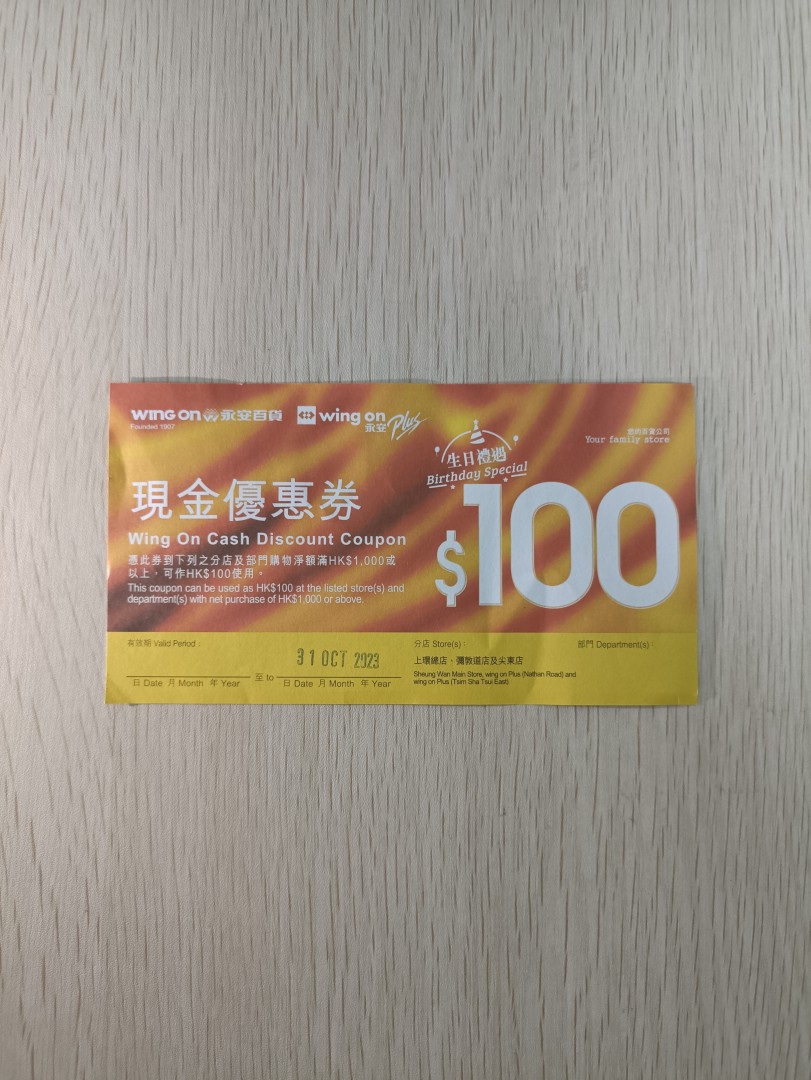 WING ON 永安百貨
Founded 1907
wing on Plus
永安
您的百貨公司
Your family store
生日禮遇
Birthday Special
現金優惠券
Wing On Cash Discount Coupon
憑此券到下列之分店及部門購物淨額滿HK$1,000或
以上，可作HK$100使用。
This coupon can be used as HK$100 at the listed store(s) and
department(s) with net purchase of HK$1,000 or above.
$100
有效期 Valid Period :
31 OCT 2023
日 Date 月 Month 年 Year 至 to 日 Date 月 Month 年 Year
分店 Store(s) :
上環總店、彌敦道店及尖東店
Sheung Wan Main Store, wing on Plus (Nathan Road) and
wing on Plus (Tsim Sha Tsui East)
部門 Department(s) :